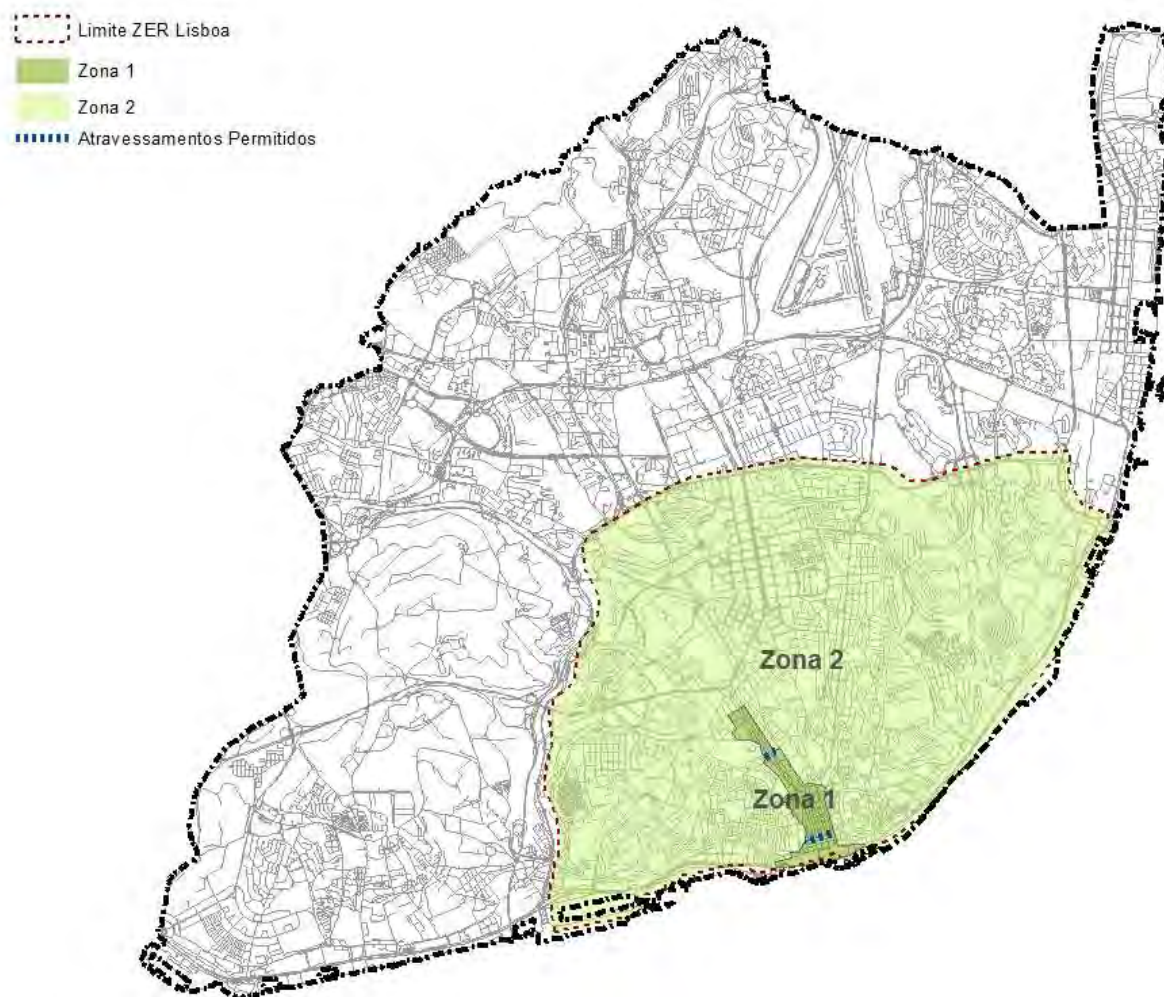 Limite ZER Lisboa
Zona 1
Zona 2
Atravessamentos Permitidos
Zona 2
Zona 1